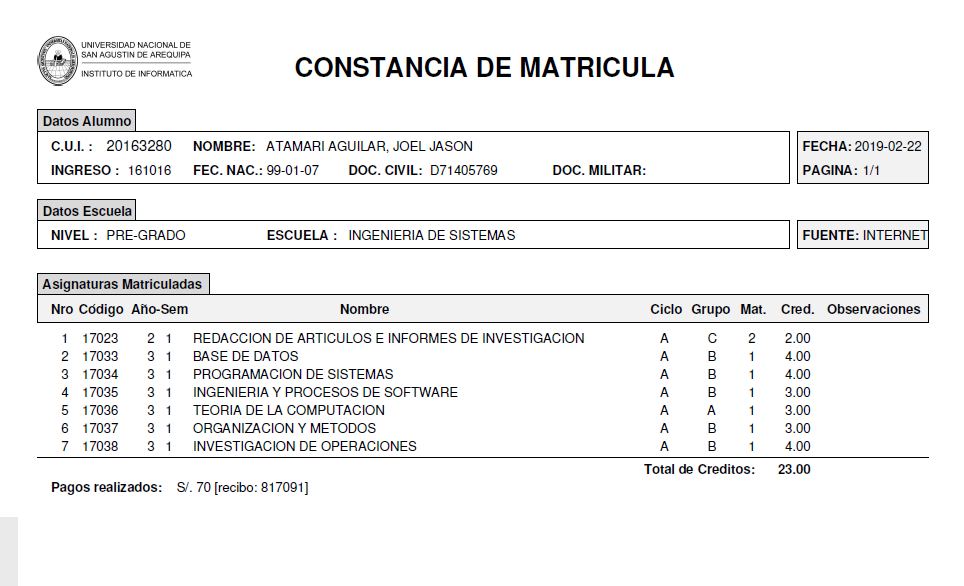 UNIVERSIDAD NACIONAL DE
SAN AGUSTIN DE AREQUIPA
INSTITUTO DE INFORMATICA
CONSTANCIA DE MATRICULA
Datos Alumno
C.U.I. : 20163280 NOMBRE: ATAMARI AGUILAR, JOEL JASON FECHA: 2019-02-22
INGRESO : 161016 FEC. NAC.: 99-01-07 DOC. CIVIL: D71405769 DOC. MILITAR: PAGINA: 1/1
Datos Escuela
NIVEL : PRE-GRADO ESCUELA : INGENIERIA DE SISTEMAS FUENTE: INTERNET
Asignaturas Matriculadas
Nro Código Año-Sem Nombre Ciclo Grupo Mat. Cred. Observaciones
1 17023 2 1 REDACCION DE ARTICULOS E INFORMES DE INVESTIGACION A C 2 2.00
2 17033 3 1 BASE DE DATOS A B 1 4.00
3 17034 3 1 PROGRAMACION DE SISTEMAS A B 1 4.00
4 17035 3 1 INGENIERIA Y PROCESOS DE SOFTWARE A B 1 3.00
5 17036 3 1 TEORIA DE LA COMPUTACION A A 1 3.00
6 17037 3 1 ORGANIZACION Y METODOS A B 1 3.00
7 17038 3 1 INVESTIGACION DE OPERACIONES A B 1 4.00
Total de Creditos: 23.00
Pagos realizados: S/. 70 [recibo: 817091]